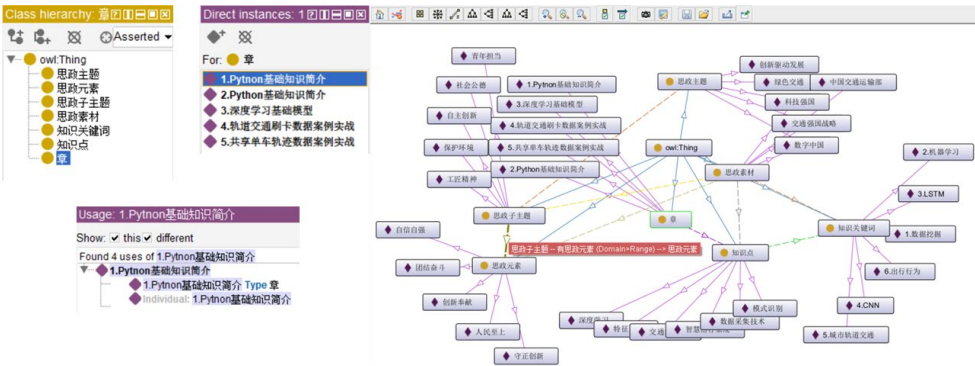 Class hierarchy: 章
Asserted
owl:Thing
思政主题
思政元素
思政子主题
思政素材
知识关键词
知识点
章
Direct instances: 1
For: 章
1.Pytnon基础知识简介
2.Python基础知识简介
3.深度学习基础模型
4.轨道交通刷卡数据案例实战
5.共享单车轨迹数据案例实战
Usage: 1.Pytnon基础知识简介
Show: this different
Found 4 uses of 1.Pytnon基础知识简介
1.Pytnon基础知识简介
1.Pytnon基础知识简介 Type 章
Individual: 1.Pytnon基础知识简介
青年担当
社会公德
1.Pytnon基础知识简介
3.深度学习基础模型
自主创新
4.轨道交通刷卡数据案例实战
保护环境
5.共享单车轨迹数据案例实战
工匠精神
2.Python基础知识简介
思政主题
创新驱动发展
绿色交通
中国交通运输部
科技强国
交通强国战略
数字中国
owl:Thing
思政素材
2.机器学习
3.LSTM
思政子主题
章
知识关键词
1.数据挖掘
自信自强
思政子主题 -- 有思政元素 (Domain>Range) --> 思政元素
知识点
团结奋斗
思政元素
6.出行行为
创新奉献
模式识别
4.CNN
深度学习
特征
交通
智慧
数据采集技术
人民至上
5.城市轨道交通
守正创新